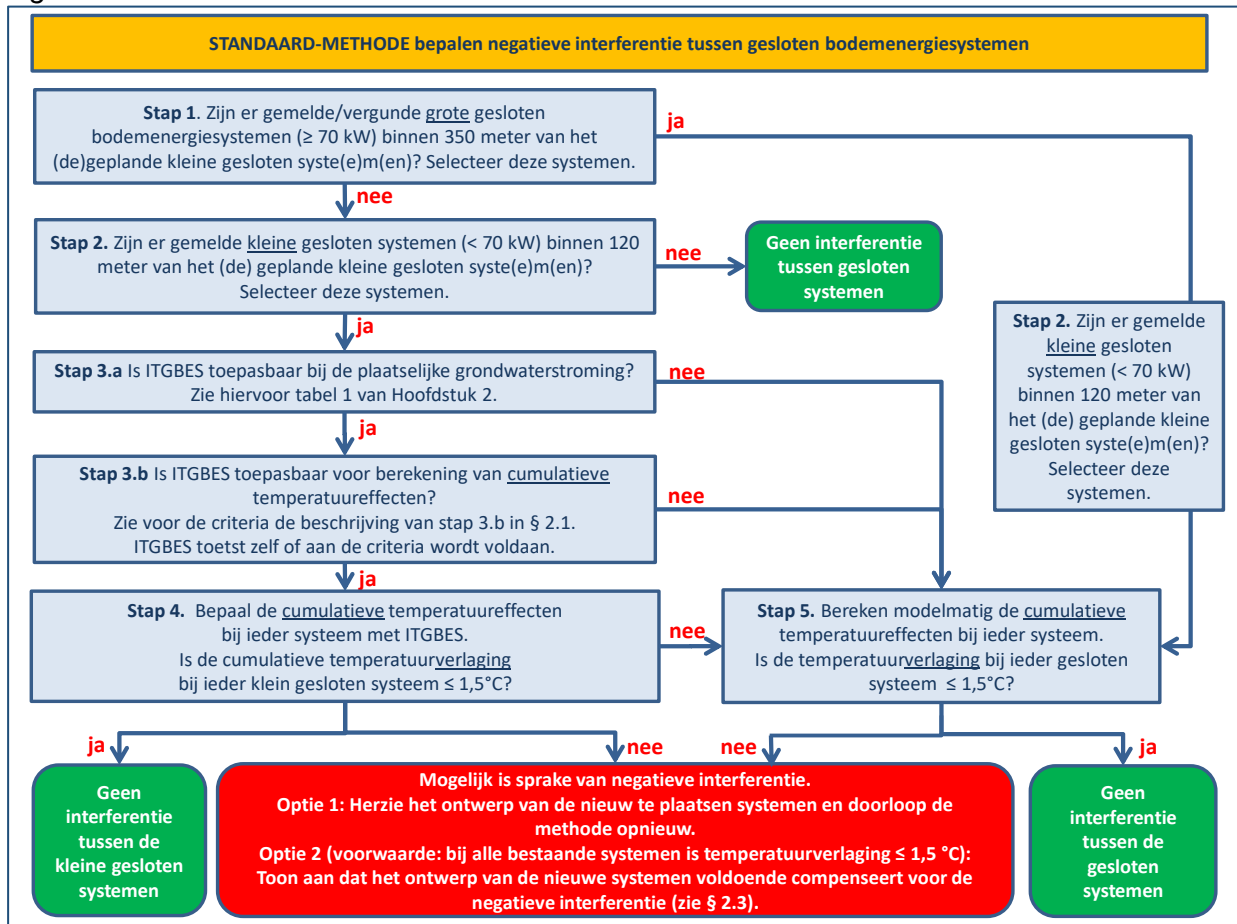 STANDAARD-METHODE bepalen negatieve interferentie tussen gesloten bodemenergiesystemen
Stap 1. Zijn er gemelde/vergunde grote gesloten
bodemenergiesystemen (≥ 70 kW) binnen 350 meter van het
(de)geplande kleine gesloten syste(e)m(en)? Selecteer deze systemen.
ja
nee
Stap 2. Zijn er gemelde kleine gesloten systemen (< 70 kW) binnen 120
meter van het (de) geplande kleine gesloten syste(e)m(en)?
Selecteer deze systemen.
nee
Geen interferentie
tussen gesloten
systemen
ja
Stap 2. Zijn er gemelde
kleine gesloten
systemen (< 70 kW)
binnen 120 meter van
het (de) geplande kleine
gesloten syste(e)m(en)?
Selecteer deze
systemen.
Stap 3.a Is ITGBES toepasbaar bij de plaatselijke grondwaterstroming?
Zie hiervoor tabel 1 van Hoofdstuk 2.
nee
ja
Stap 3.b Is ITGBES toepasbaar voor berekening van cumulatieve
temperatuureffecten?
Zie voor de criteria de beschrijving van stap 3.b in § 2.1.
ITGBES toetst zelf of aan de criteria wordt voldaan.
nee
ja
Stap 4. Bepaal de cumulatieve temperatuureffecten
bij ieder systeem met ITGBES.
Is de cumulatieve temperatuurverlaging
bij ieder klein gesloten systeem ≤ 1,5°C?
nee
Stap 5. Bereken modelmatig de cumulatieve
temperatuureffecten bij ieder systeem.
Is de temperatuurverlaging bij ieder gesloten
systeem ≤ 1,5°C?
ja
nee
nee
ja
Geen
interferentie
tussen de
kleine gesloten
systemen
Mogelijk is sprake van negatieve interferentie.
Optie 1: Herzie het ontwerp van de nieuw te plaatsen systemen en doorloop de
methode opnieuw.
Optie 2 (voorwaarde: bij alle bestaande systemen is temperatuurverlaging ≤ 1,5 °C):
Toon aan dat het ontwerp van de nieuwe systemen voldoende compenseert voor de
negatieve interferentie (zie § 2.3).
Geen
interferentie
tussen de
gesloten
systemen